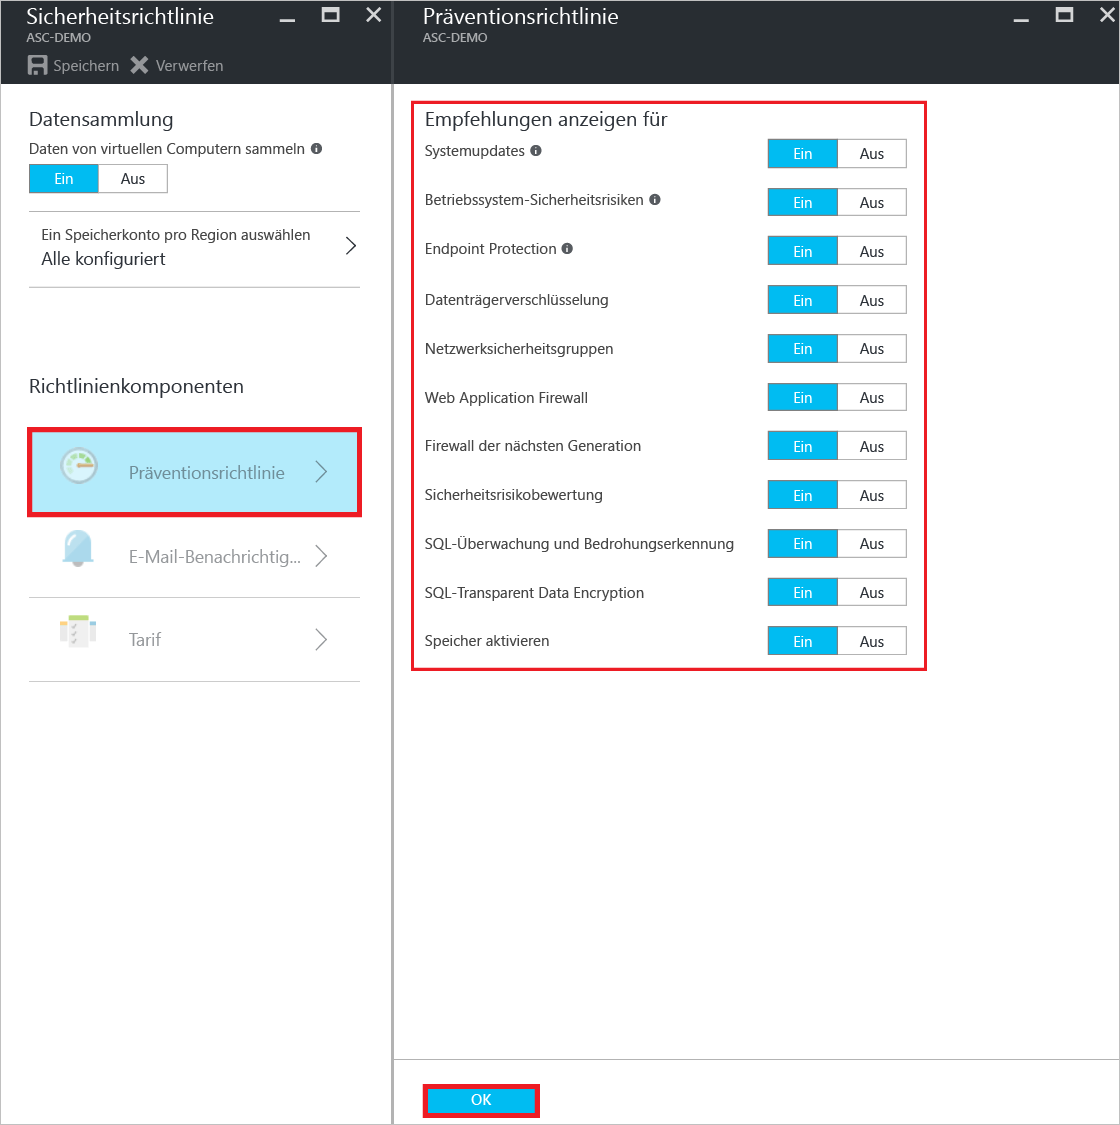 Sicherheitsrichtlinie
ASC-DEMO
Speichern Verwerfen
Datensammlung
Daten von virtuellen Computern sammeln
Ein Aus
Ein Speicherkonto pro Region auswählen
Alle konfiguriert
Richtlinienkomponenten
Präventionsrichtlinie
E-Mail-Benachrichtig...
Tarif
Präventionsrichtlinie
ASC-DEMO
Empfehlungen anzeigen für
Systemupdates Ein Aus
Betriebssystem-Sicherheitsrisiken Ein Aus
Endpoint Protection Ein Aus
Datenträgerverschlüsselung Ein Aus
Netzwerksicherheitsgruppen Ein Aus
Web Application Firewall Ein Aus
Firewall der nächsten Generation Ein Aus
Sicherheitsrisikobewertung Ein Aus
SQL-Überwachung und Bedrohungserkennung Ein Aus
SQL-Transparent Data Encryption Ein Aus
Speicher aktivieren Ein Aus
OK